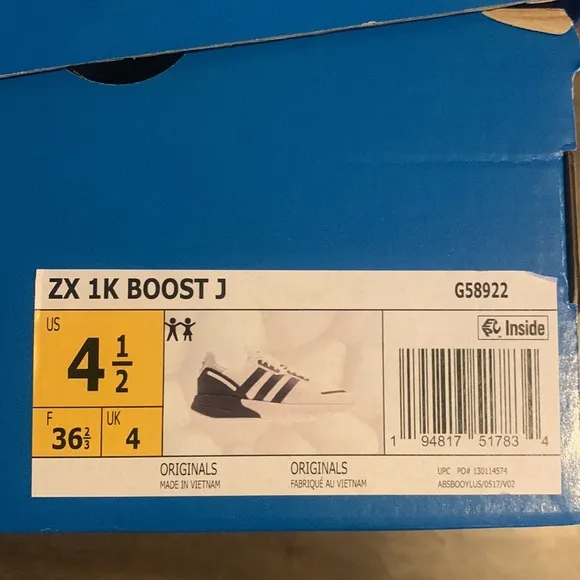 ZX 1K BOOST J
G58922
US
4 1/2
F
36 2/3
UK
4
Inside
1 94817 51783 4
ORIGINALS
MADE IN VIETNAM
ORIGINALS
FABRIQUÉ AU VIETNAM
UPC PO# 130114574
ABSBOOYLUS/0517/V02